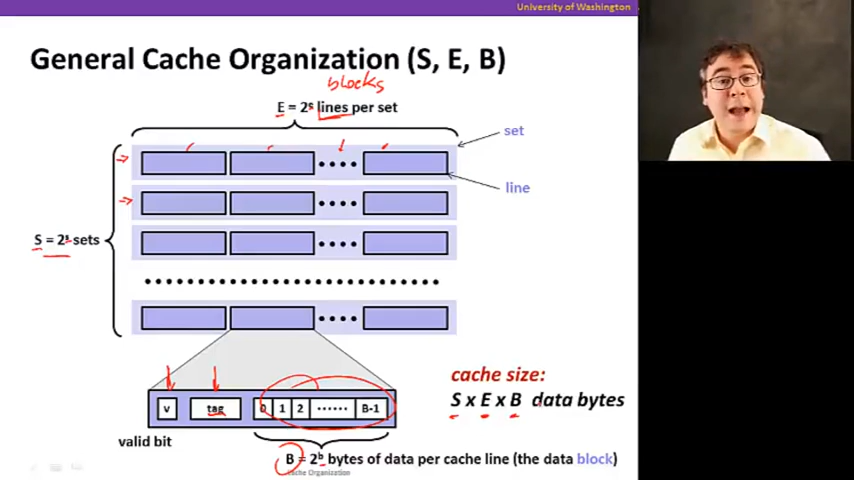 University of Washington
General Cache Organization (S, E, B)
blocks
E = 2ᵉ lines per set
set
line
S = 2ˢ sets
cache size:
S x E x B data bytes
v
tag
0 1 2 •••••• B-1
valid bit
B = 2ᵇ bytes of data per cache line (the data block)
Cache Organization